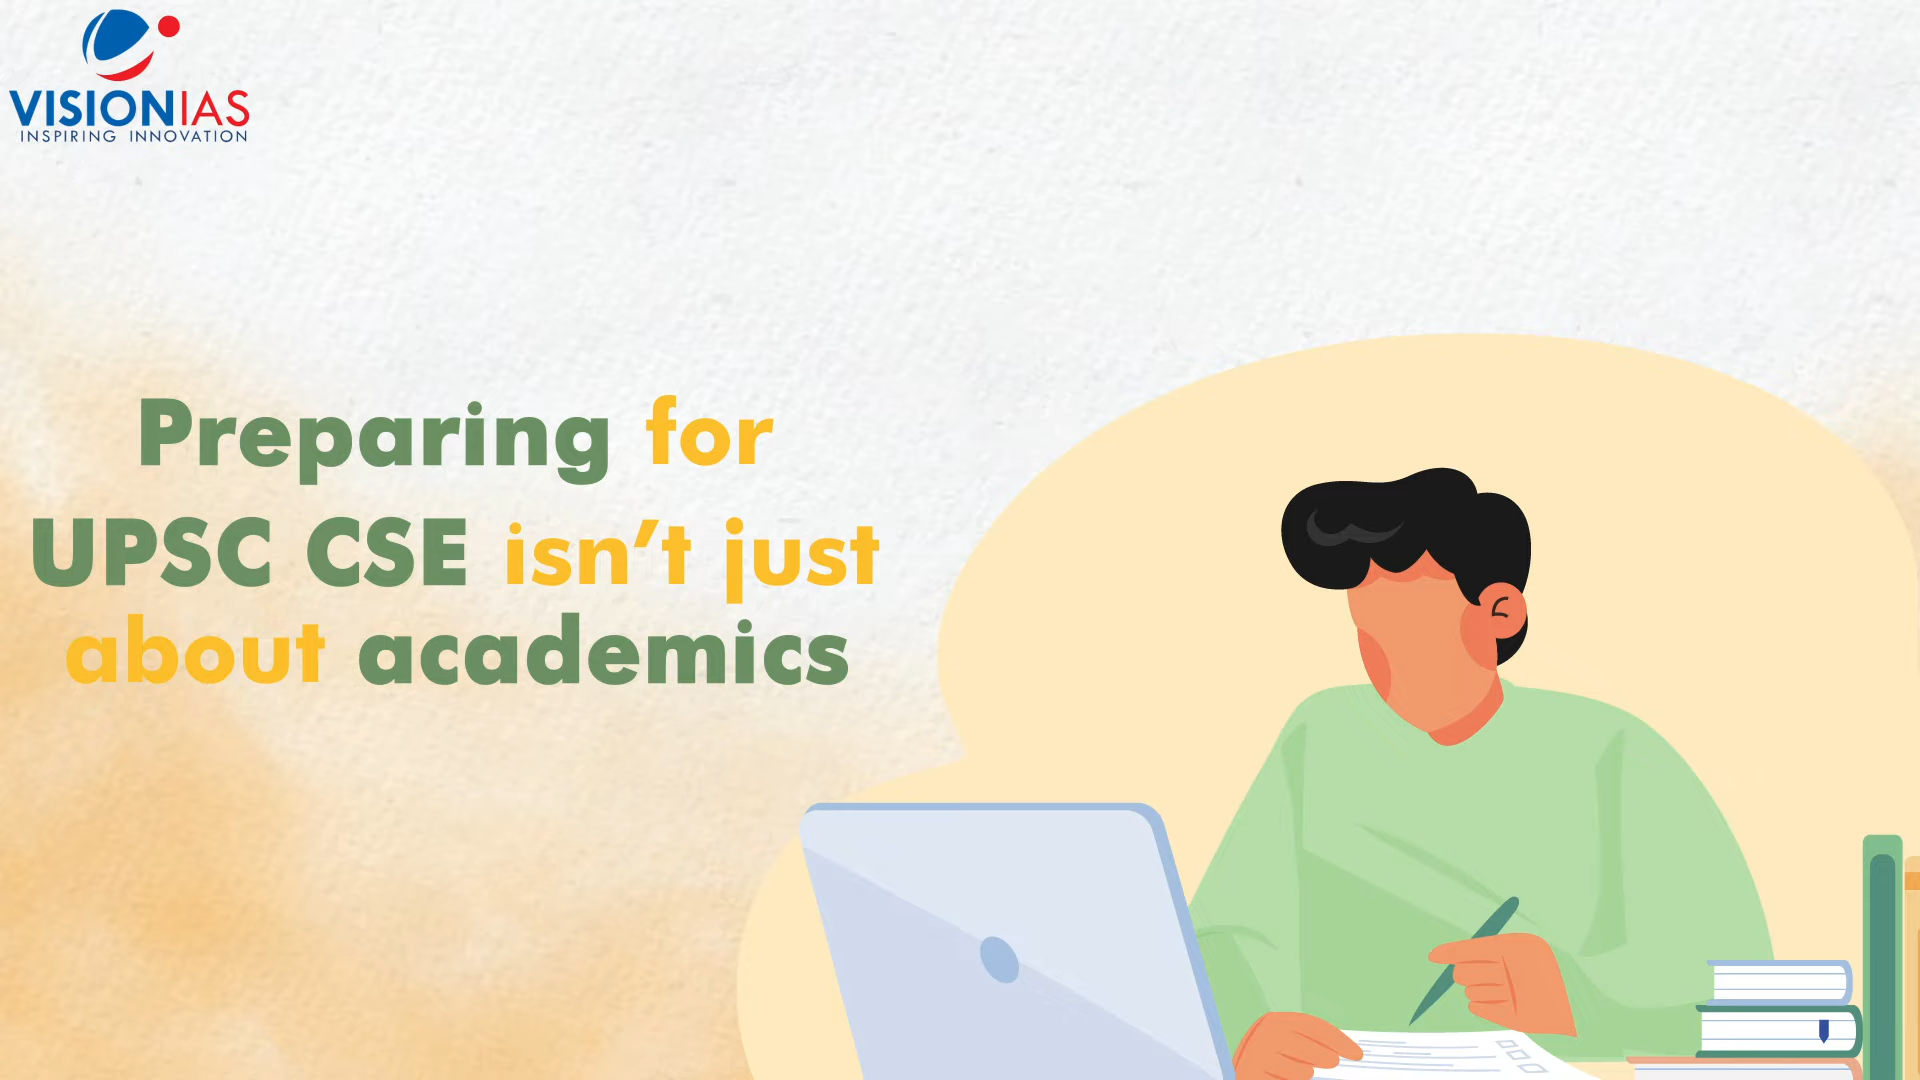 VISIONIAS
INSPIRING INNOVATION
Preparing for
UPSC CSE isn’t just
about academics